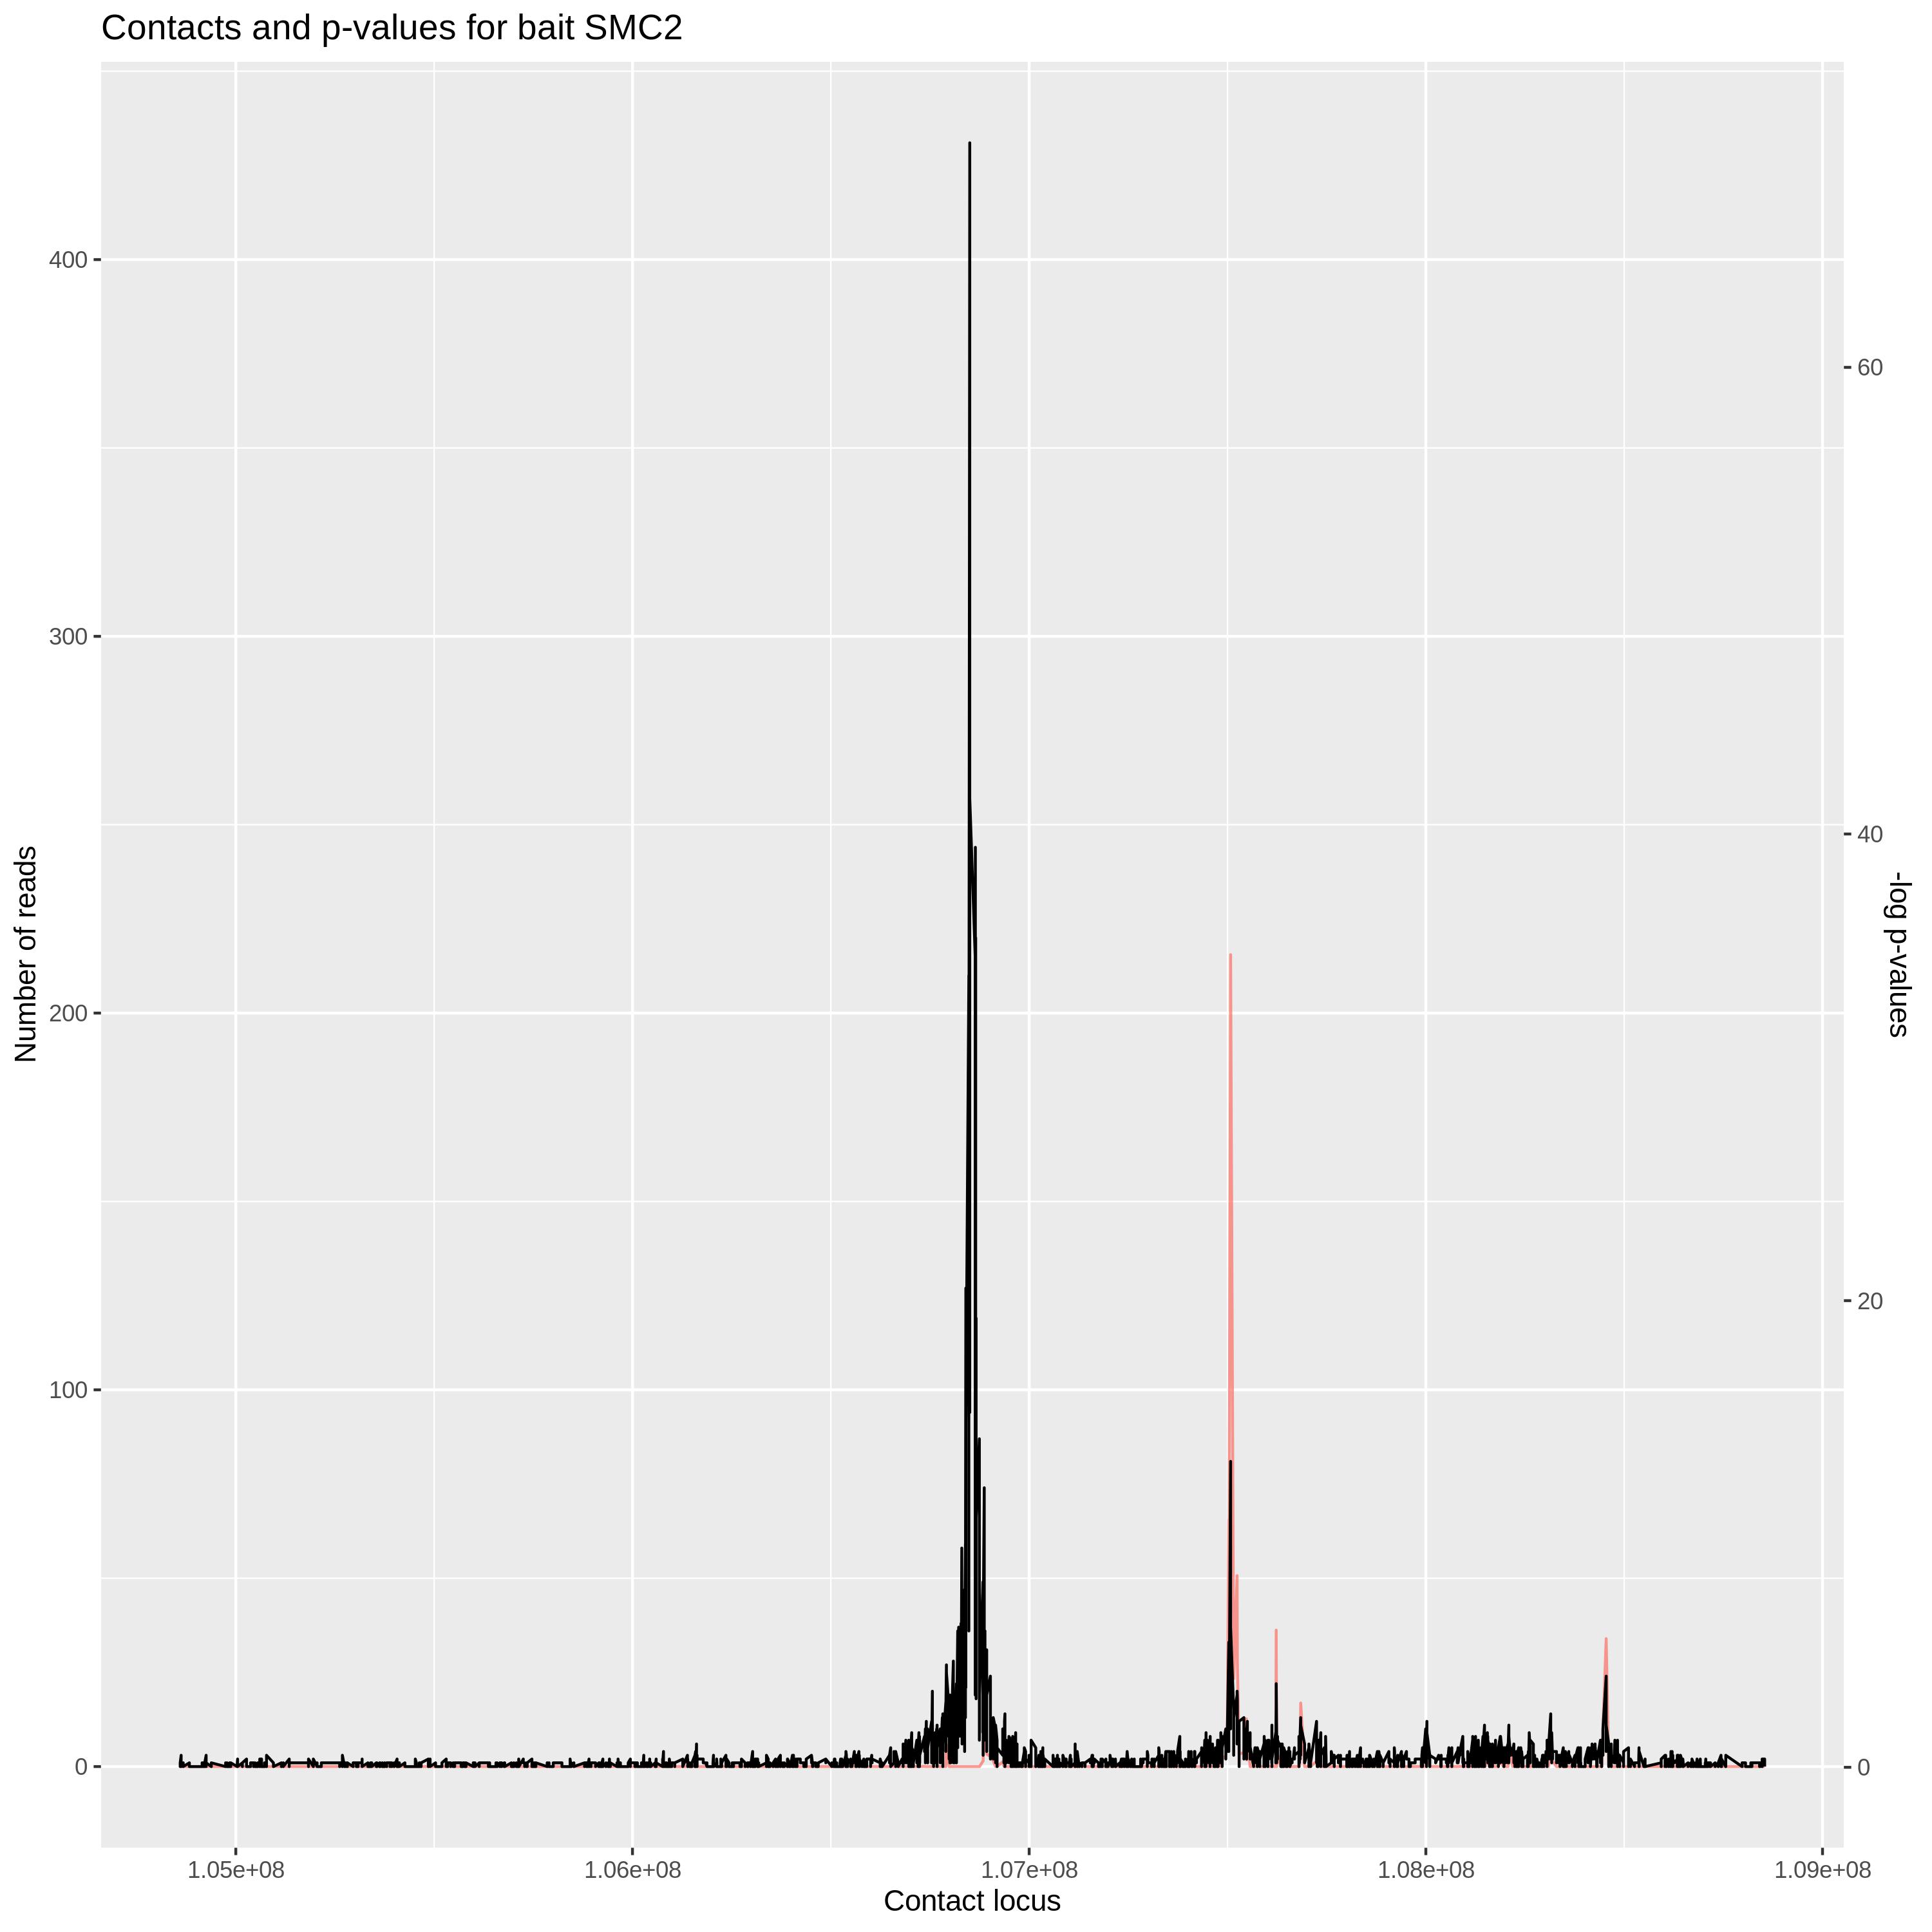 Contacts and p-values for bait SMC2
400
300
200
100
0
Number of reads
60
40
20
0
-log p-values
1.05e+08
1.06e+08
1.07e+08
1.08e+08
1.09e+08
Contact locus